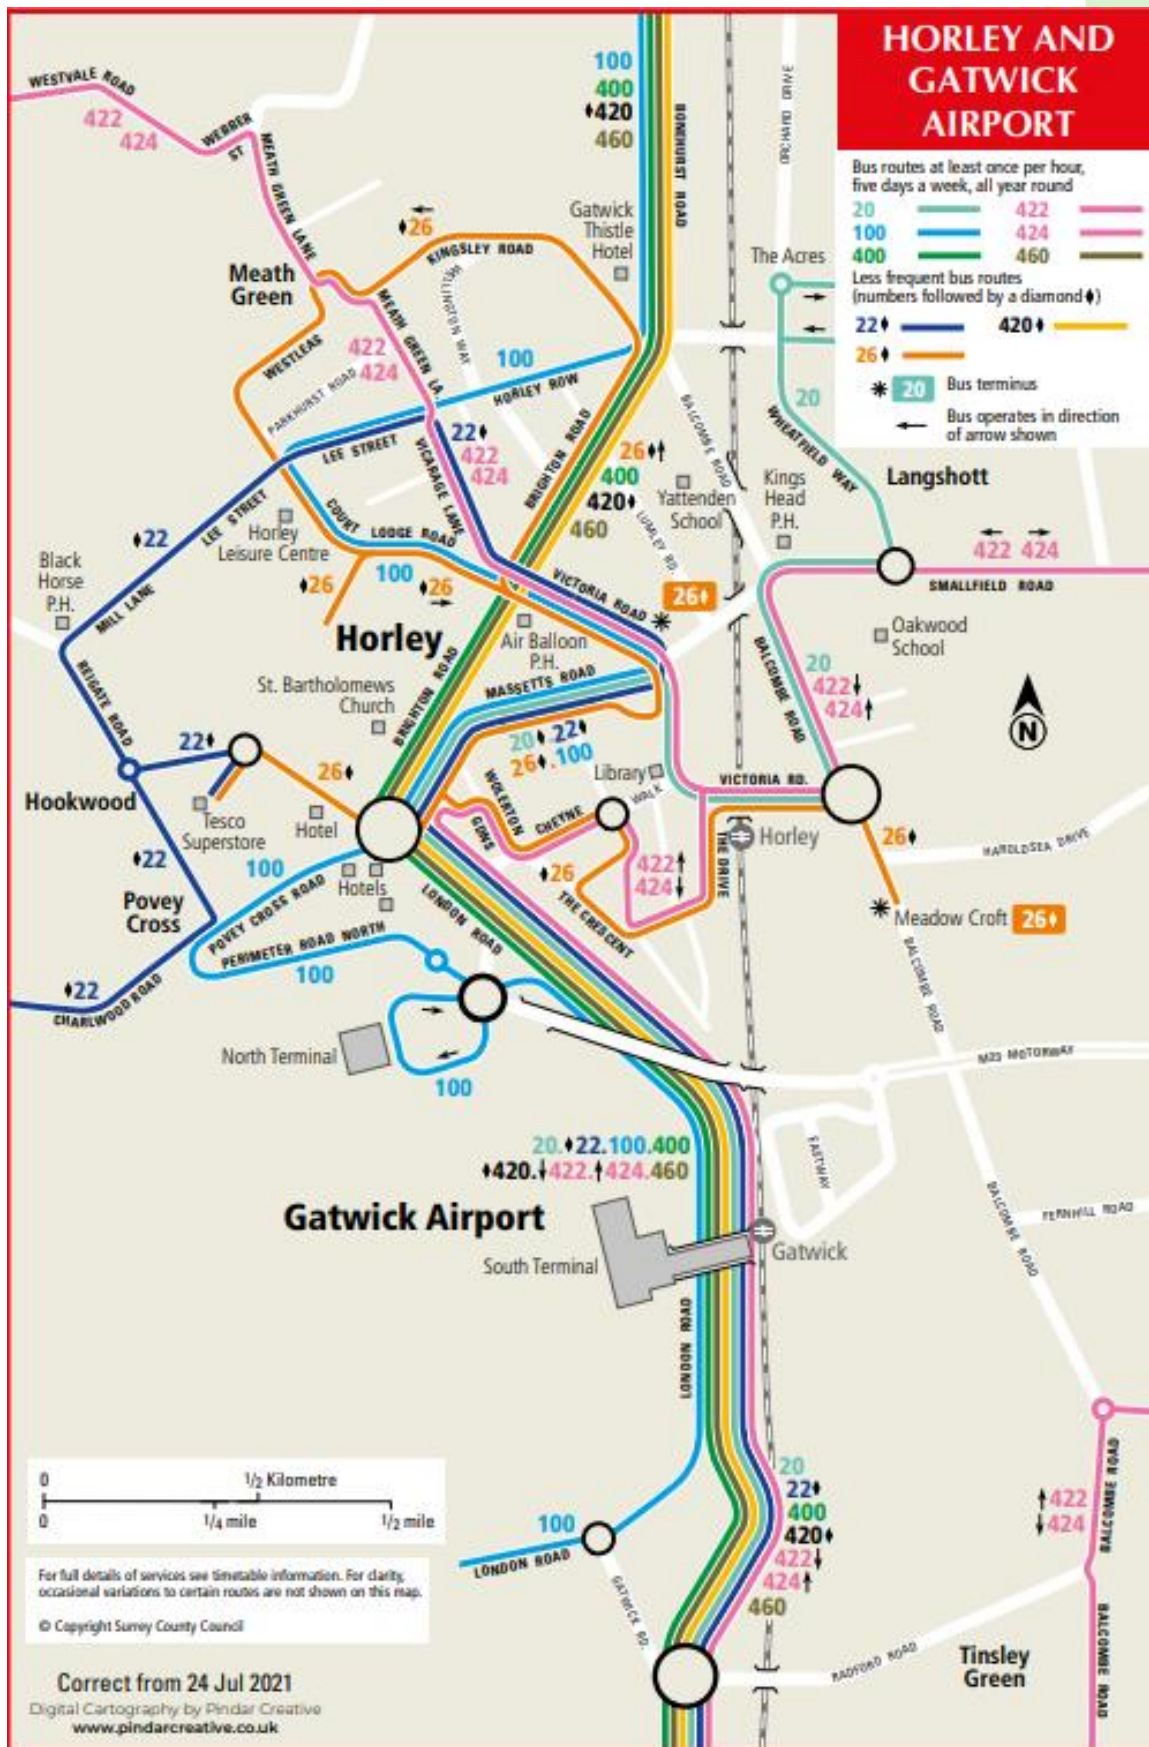 HORLEY AND
GATWICK
AIRPORT
Bus routes at least once per hour,
five days a week, all year round
20 422
100 424
400 460
Less frequent bus routes
(numbers followed by a diamond♦)
22♦ 420♦
26♦
20 Bus terminus
← Bus operates in direction
of arrow shown
WESTVALE ROAD
422
424
WEBBER
ST
MEATH GREEN LANE
100
400
♦420
460
BONEHURST ROAD
ORCHARD DRIVE
←
♦26
KINGSLEY ROAD
Gatwick
Thistle
Hotel
The Acres
→
←
Meath
Green
MEATH GREEN LA.
WESTLEAS
422
424
PARKHURST ROAD
100
HORLEY ROW
20
WHEATFIELD WAY
BALCOMBE ROAD
LEE STREET
22♦
422
424
VICARAGE LANE
BRIGHTON ROAD
26♦↑
400
420♦
460
Yattenden
School
Kings
Head
P.H.
Langshott
LUMLEY RD.
← →
422 424
SMALLFIELD ROAD
♦22
LEE STREET
Horley
Leisure Centre
COURT
LODGE ROAD
100
♦26
♦26
→
Black
Horse
P.H.
MILL LANE
VICTORIA ROAD
26♦
Horley
Air Balloon
P.H.
Oakwood
School
BALCOMBE ROAD
20
422↓
424↑
N
REIGATE ROAD
St. Bartholomews
Church
BRIGHTON ROAD
MASSETTS ROAD
20♦.22♦
26♦.100
22♦
26♦
Hookwood
Tesco
Superstore
Hotel
WOLERTON
GDNS
CHEYNE
WALK
Library
VICTORIA RD.
Horley
THE DRIVE
26♦
HAROLDSEA DRIVE
♦22
100
Hotels
♦26
422↑
424↓
THE CRESCENT
Povey
Cross
POVEY CROSS ROAD
LONDON ROAD
Meadow Croft 26♦
PERIMETER ROAD NORTH
100
♦22
CHARLWOOD ROAD
BALCOMBE ROAD
North Terminal
→
←
100
M23 MOTORWAY
EASTWAY
20.♦22.100.400
♦420.↓422.↑424.460
Gatwick Airport
South Terminal
Gatwick
BALCOMBE ROAD
FERNHILL ROAD
LONDON ROAD
0 1/2 Kilometre
0 1/4 mile 1/2 mile
100
LONDON ROAD
GATWICK RD.
20
22♦
400
420♦
422↓
424↑
460
↑422
↓424
BALCOMBE ROAD
BALCOMBE ROAD
RADFORD ROAD
Tinsley
Green
For full details of services see timetable information. For clarity,
occasional variations to certain routes are not shown on this map.
© Copyright Surrey County Council
Correct from 24 Jul 2021
Digital Cartography by Pindar Creative
www.pindarcreative.co.uk